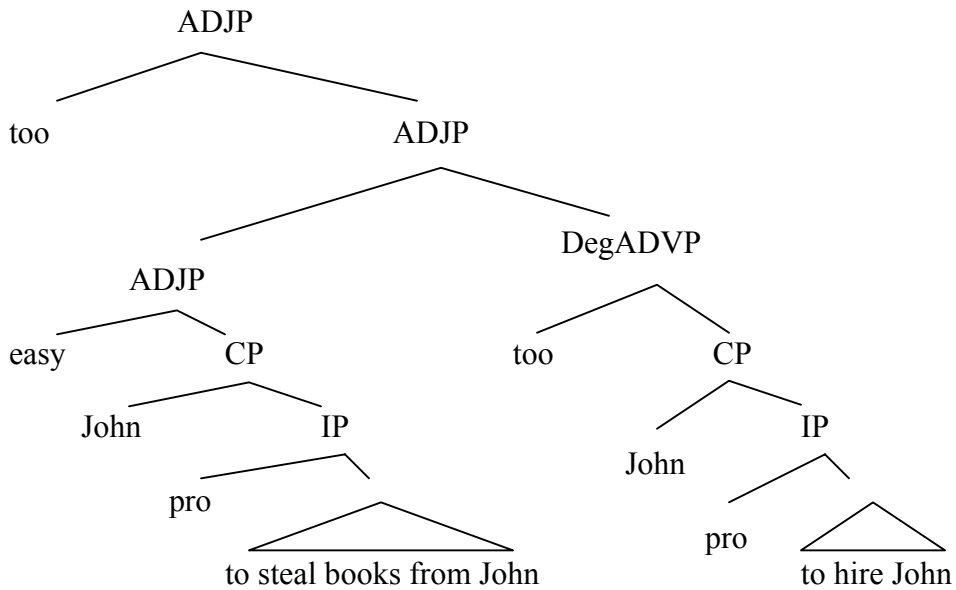 ADJP
too
ADJP
DegADVP
ADJP
easy
CP
too
CP
John
IP
IP
John
pro
pro
to steal books from John
to hire John